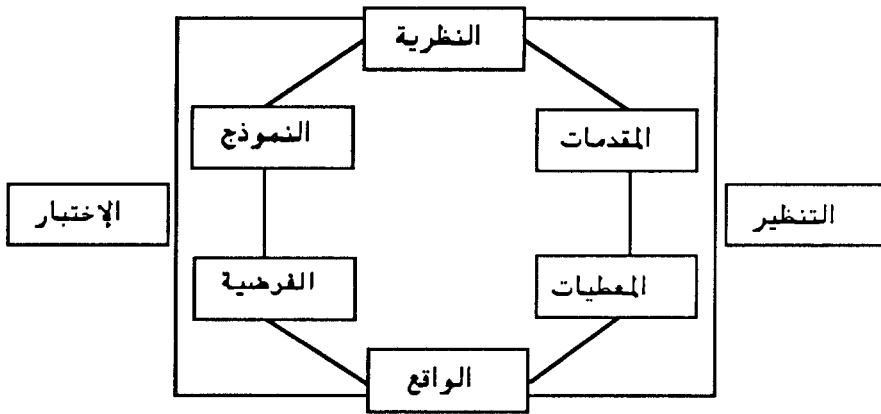 النظرية
المقدمات
النموذج
التنظير
الإختبار
المعطيات
الفرضية
الواقع